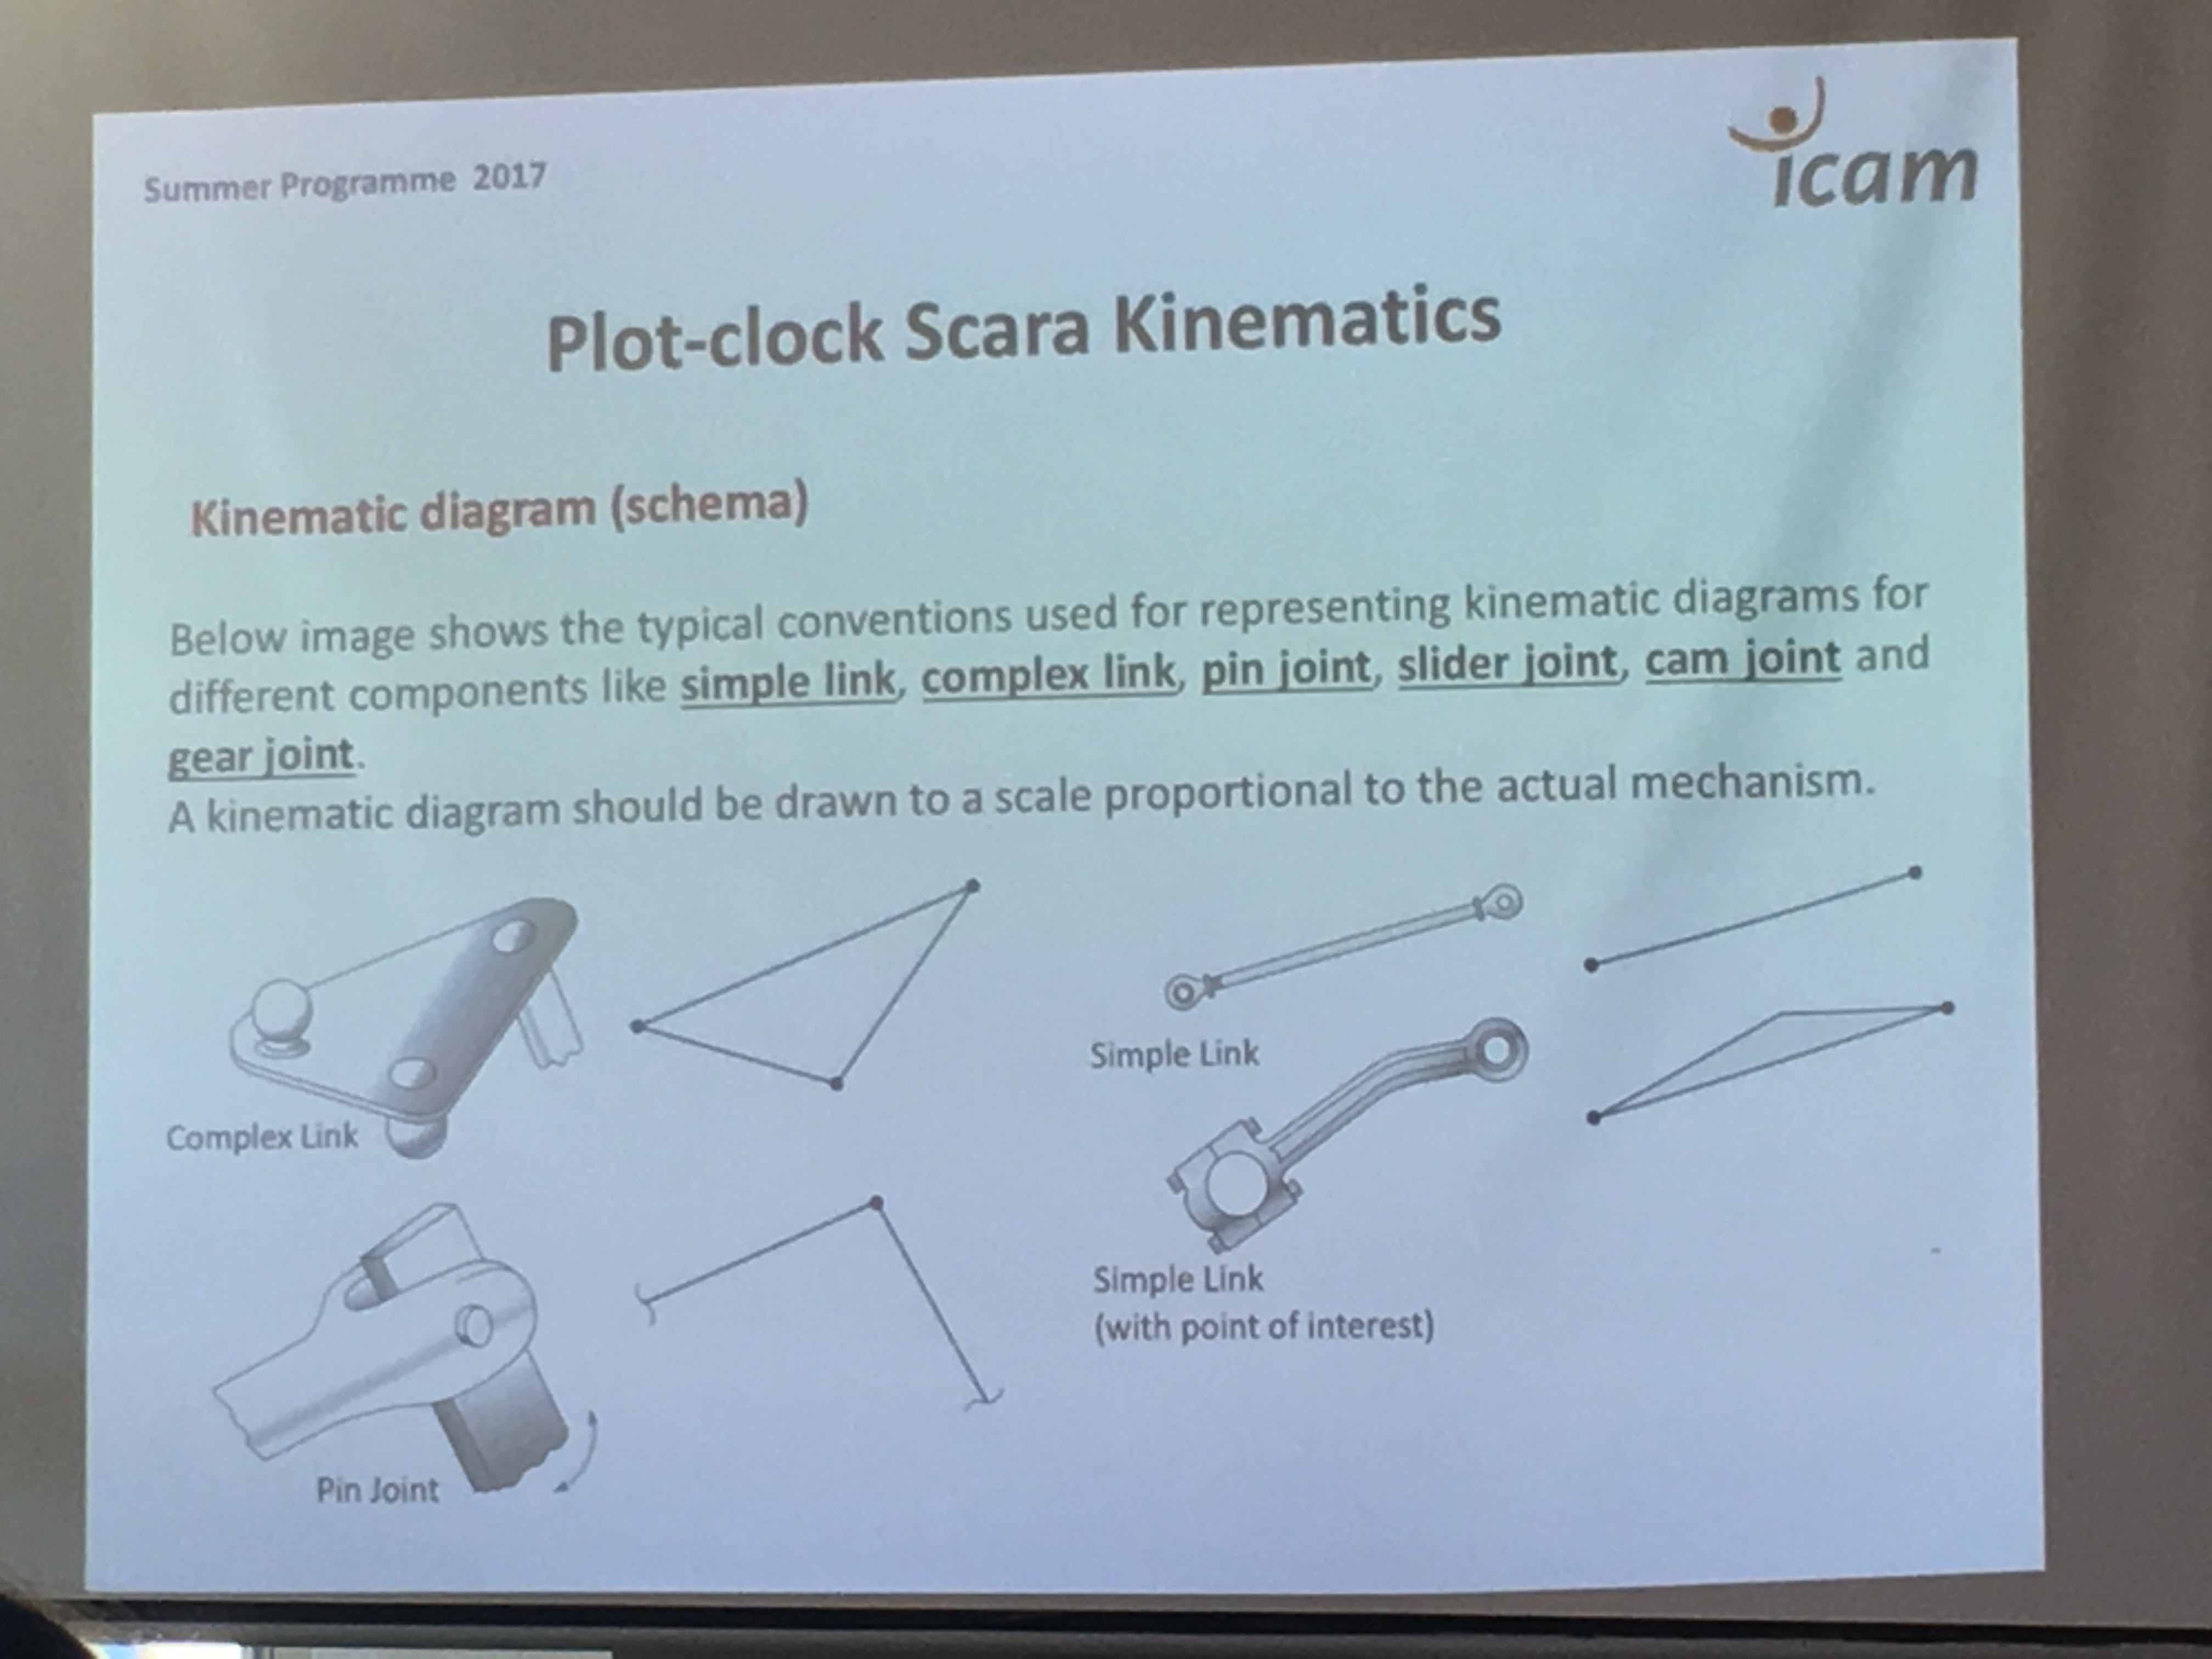 Summer Programme 2017
icam
Plot-clock Scara Kinematics
Kinematic diagram (schema)
Below image shows the typical conventions used for representing kinematic diagrams for
different components like simple link, complex link, pin joint, slider joint, cam joint and
gear joint.
A kinematic diagram should be drawn to a scale proportional to the actual mechanism.
Complex Link
Simple Link
Pin Joint
Simple Link
(with point of interest)